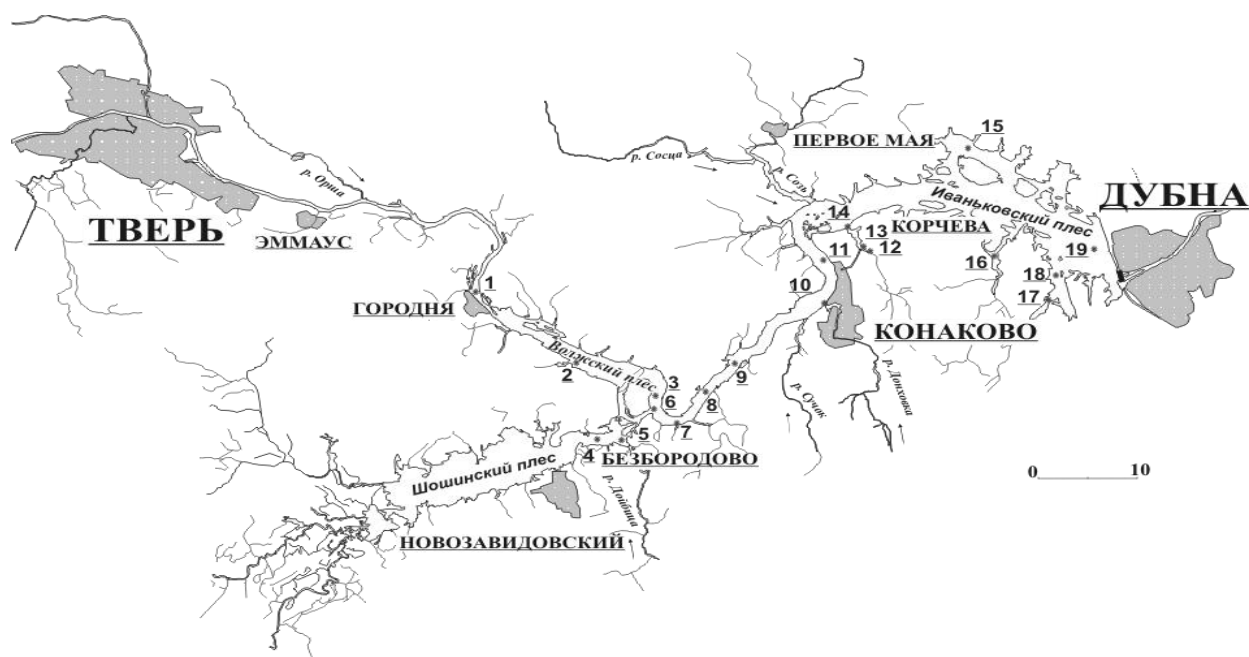 15
ПЕРВОЕ МАЯ
р. Сосца
р. Созь
р. Орша
Иваньковский плес
ДУБНА
ТВЕРЬ
ЭММАУС
14
КОРЧЕВА
13
12
11
16
19
18
17
10
1
ГОРОДНЯ
КОНАКОВО
Волжский плес
2
3
9
6
8
р. Сучок
р. Донховка
7
5
4
БЕЗБОРОДОВО
Шошинский плес
0 10
р. Дойбица
НОВОЗАВИДОВСКИЙ